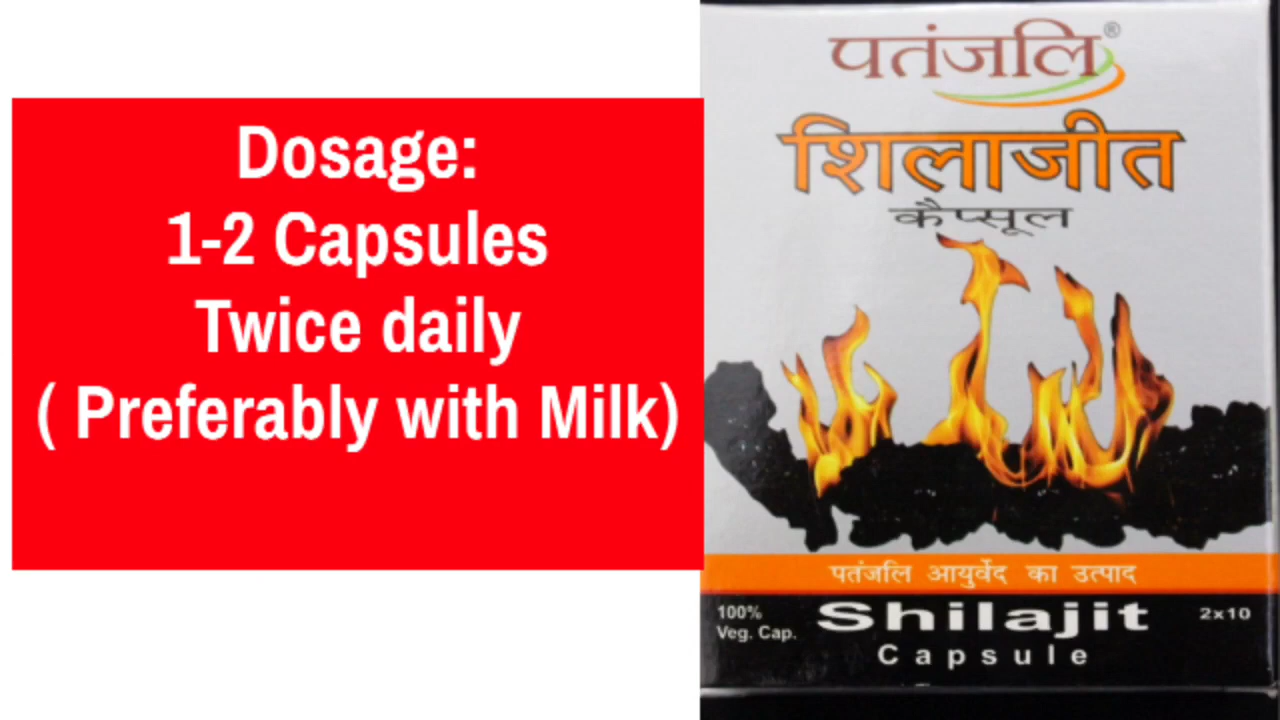 Dosage:
1-2 Capsules
Twice daily
( Preferably with Milk)
पतंजलि®
शिलाजीत
कैप्सूल
पतंजलि आयुर्वेद का उत्पाद
100%
Veg. Cap.
Shilajit
2x10
Capsule